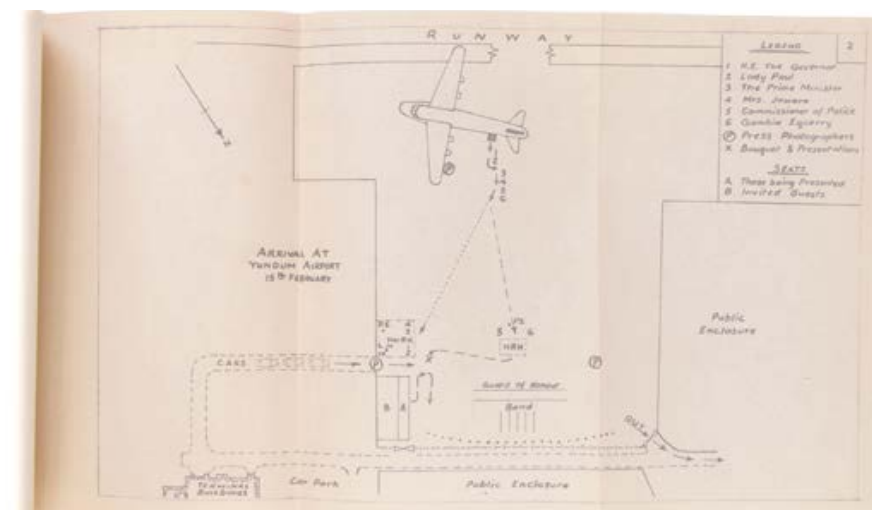 RUNWAY
LEGEND
2
1 H.E. The Governor
2 Lady Paul
3 The Prime Minister
4 Mrs. Jawara
5 Commissioner of Police
6 Gambia Equerry
P Press Photographers
X Bouquet & Presentations
SEATS
A Those being Presented
B Invited Guests
N
P
ARRIVAL AT
YUNDUM AIRPORT
15th FEBRUARY
Public
Enclosure
5 6
H.R.H.
X
CARS
P
P
Guard of Honour
B A
Band
TERMINAL
BUILDINGS
Car Park
Public Enclosure